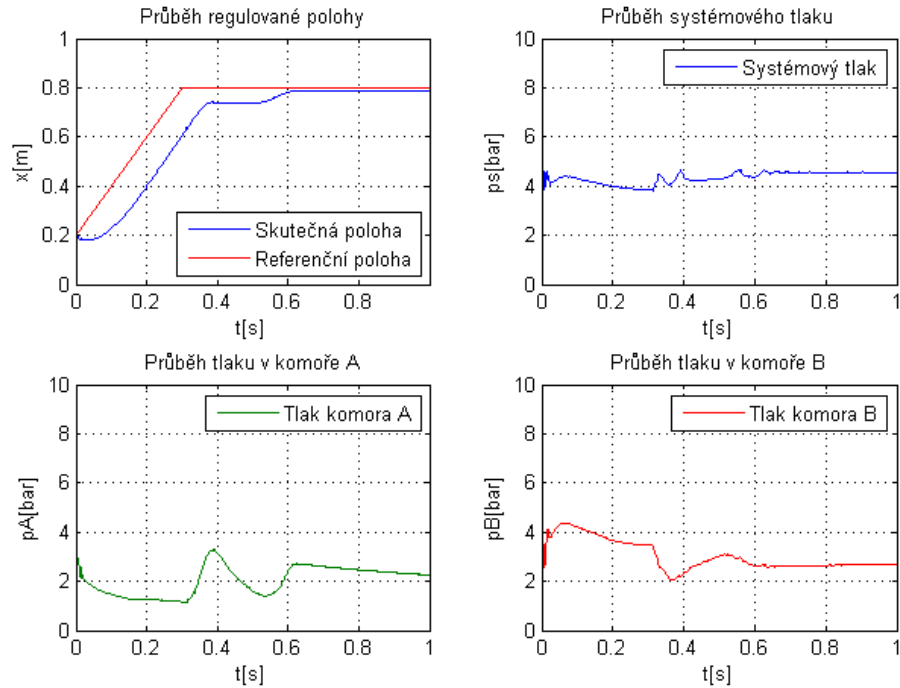 Průběh regulované polohy
1
0.8
0.6
0.4
0.2
0
x[m]
Skutečná poloha
Referenční poloha
0 0.2 0.4 0.6 0.8 1
t[s]
Průběh systémového tlaku
10
8
6
4
2
0
ps[bar]
Systémový tlak
0 0.2 0.4 0.6 0.8 1
t[s]
Průběh tlaku v komoře A
10
8
6
4
2
0
pA[bar]
Tlak komora A
0 0.2 0.4 0.6 0.8 1
t[s]
Průběh tlaku v komoře B
10
8
6
4
2
0
pB[bar]
Tlak komora B
0 0.2 0.4 0.6 0.8 1
t[s]